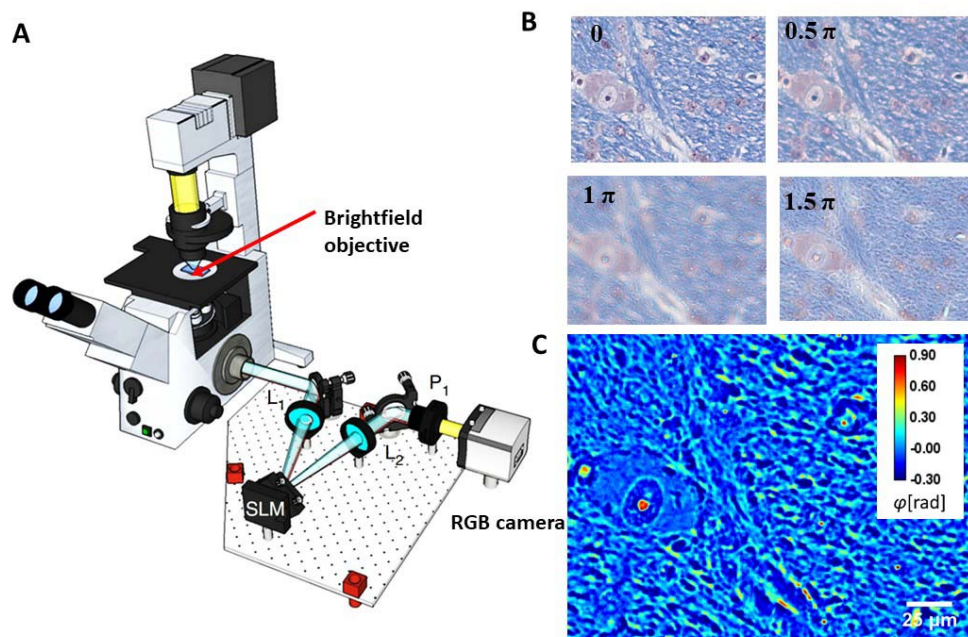 A
Brightfield
objective
L1
P1
L2
SLM
RGB camera
B
0
0.5 π
1 π
1.5 π
C
0.90
0.60
0.30
-0.00
-0.30
φ[rad]
25 μm